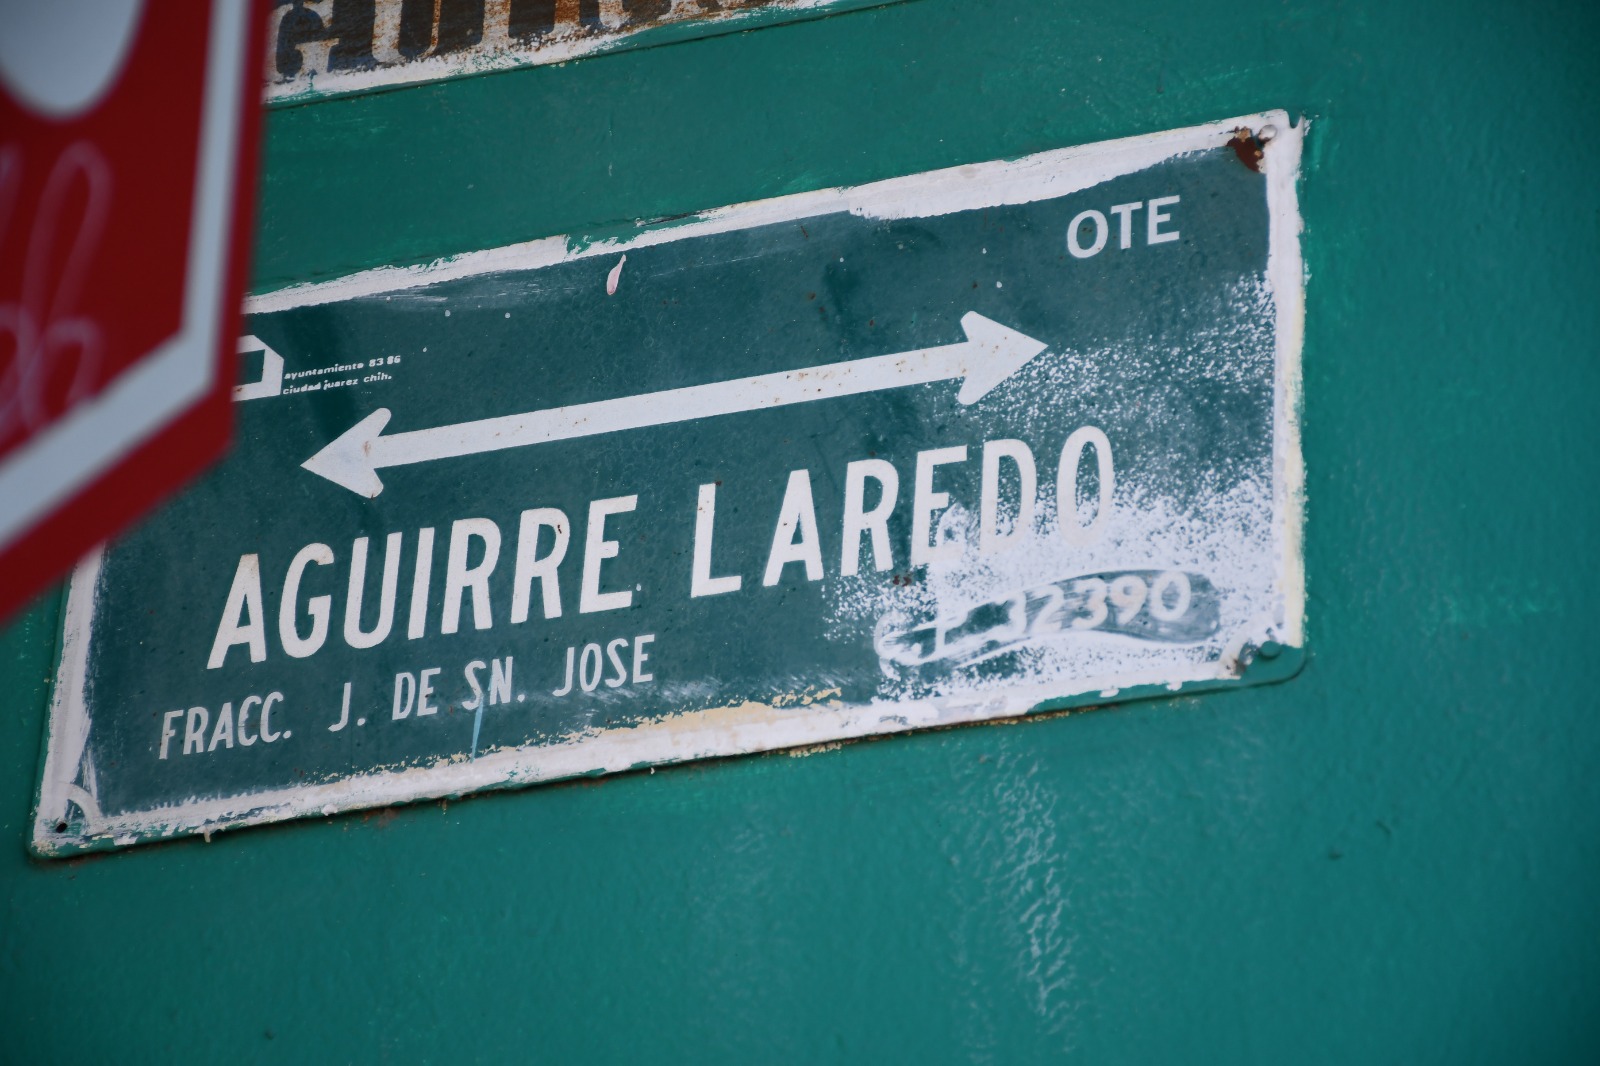 OTE
ayuntamiento 83 86
ciudad juarez chih.
AGUIRRE LAREDO
32390
FRACC. J. DE SN. JOSE